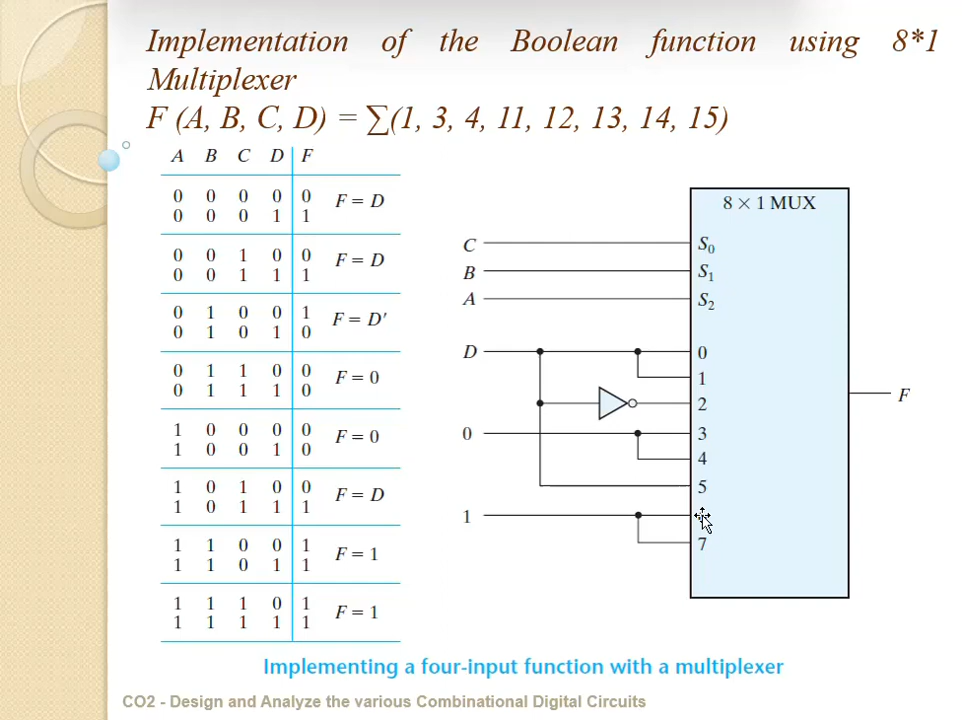 Implementation of the Boolean function using 8*1
Multiplexer
F (A, B, C, D) = ∑(1, 3, 4, 11, 12, 13, 14, 15)
A B C D F
0 0 0 0 0
0 0 0 1 1
F = D
0 0 1 0 0
0 0 1 1 1
F = D
0 1 0 0 1
0 1 0 1 0
F = D'
0 1 1 0 0
0 1 1 1 0
F = 0
1 0 0 0 0
1 0 0 1 0
F = 0
1 0 1 0 0
1 0 1 1 1
F = D
1 1 0 0 1
1 1 0 1 1
F = 1
1 1 1 0 1
1 1 1 1 1
F = 1
8 × 1 MUX
C S0
B S1
A S2
D 0
1
2
0 3
4
5
1
7
F
Implementing a four-input function with a multiplexer
CO2 - Design and Analyze the various Combinational Digital Circuits